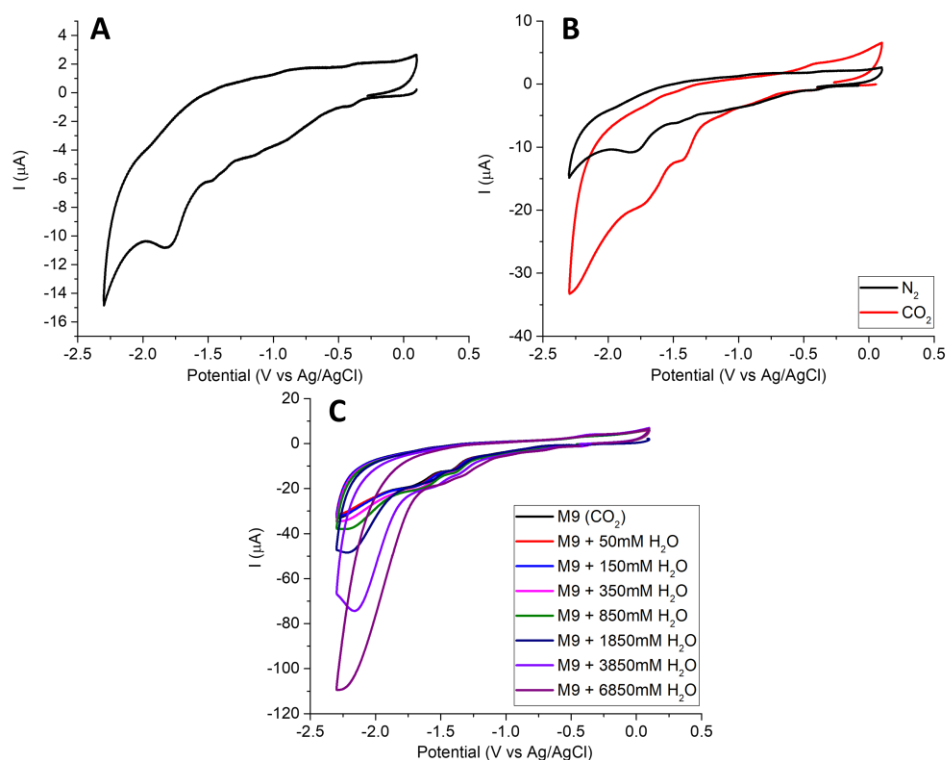 A
4
2
0
-2
-4
-6
-8
-10
-12
-14
-16
I (μA)
-2.5 -2.0 -1.5 -1.0 -0.5 0.0 0.5
Potential (V vs Ag/AgCl)
B
10
0
-10
-20
-30
-40
I (μA)
N₂
CO₂
-2.5 -2.0 -1.5 -1.0 -0.5 0.0 0.5
Potential (V vs Ag/AgCl)
C
20
0
-20
-40
-60
-80
-100
-120
I (μA)
M9 (CO₂)
M9 + 50mM H₂O
M9 + 150mM H₂O
M9 + 350mM H₂O
M9 + 850mM H₂O
M9 + 1850mM H₂O
M9 + 3850mM H₂O
M9 + 6850mM H₂O
-2.5 -2.0 -1.5 -1.0 -0.5 0.0 0.5
Potential (V vs Ag/AgCl)